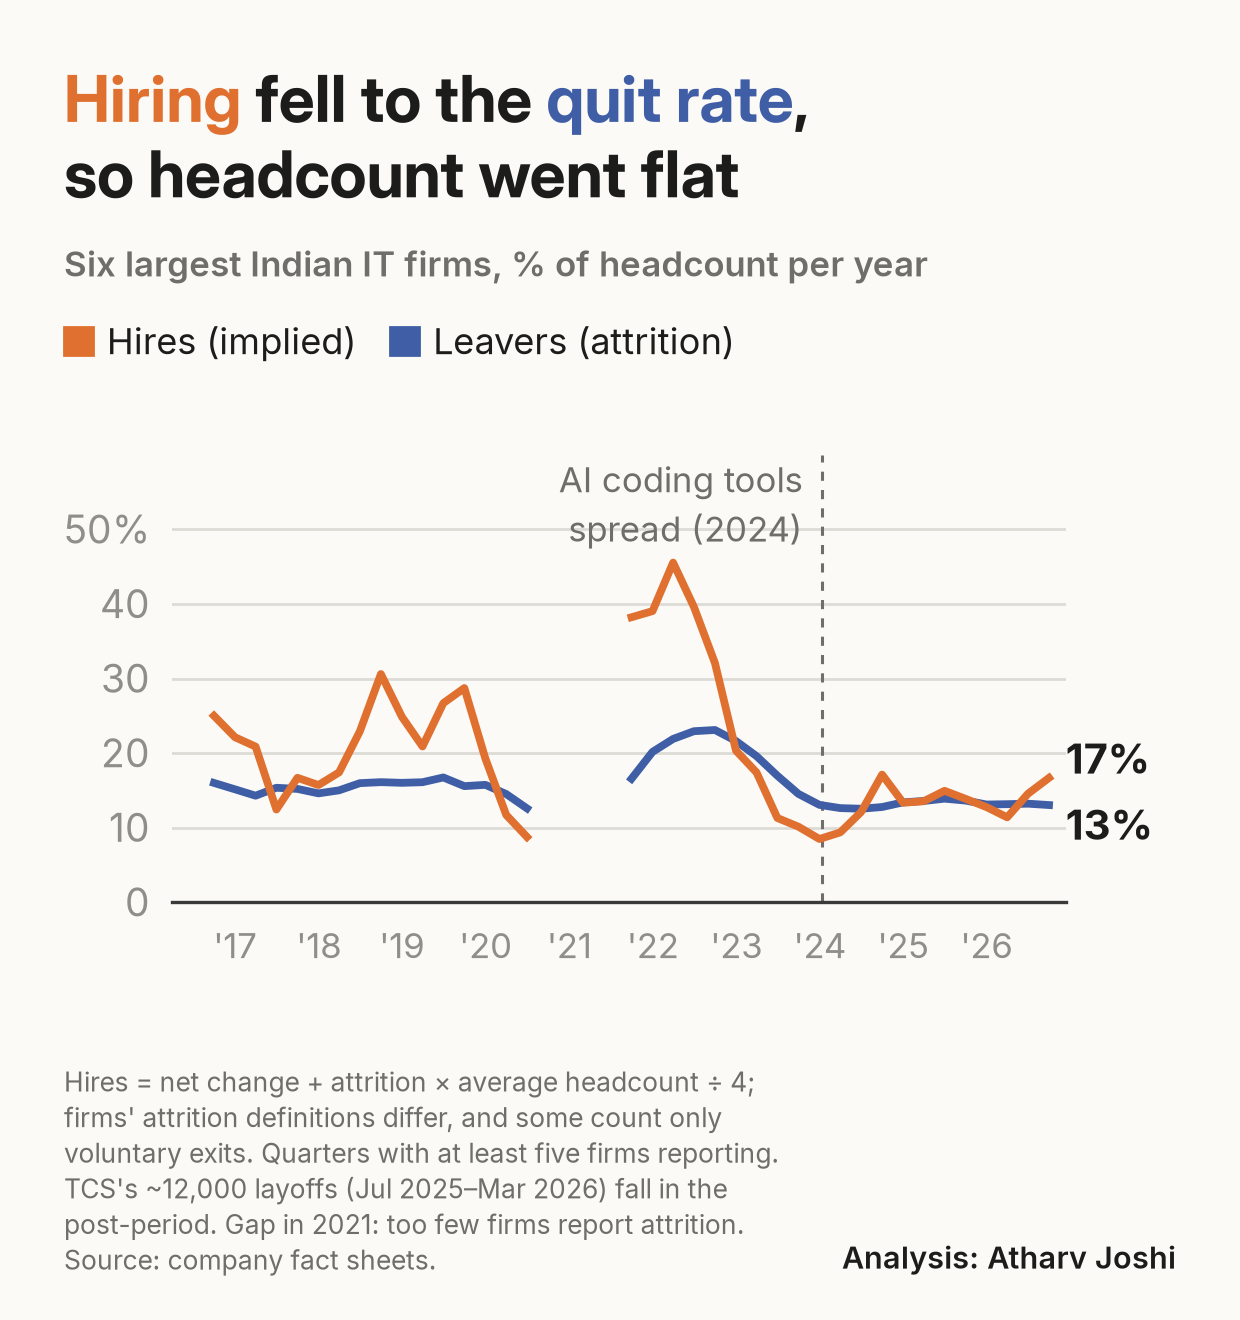 Hiring fell to the quit rate,
so headcount went flat
Six largest Indian IT firms, % of headcount per year
Hires (implied) Leavers (attrition)
AI coding tools
spread (2024)
50%
40
30
20
10
0
17%
13%
'17 '18 '19 '20 '21 '22 '23 '24 '25 '26
Hires = net change + attrition × average headcount ÷ 4;
firms' attrition definitions differ, and some count only
voluntary exits. Quarters with at least five firms reporting.
TCS's ~12,000 layoffs (Jul 2025–Mar 2026) fall in the
post-period. Gap in 2021: too few firms report attrition.
Source: company fact sheets.
Analysis: Atharv Joshi